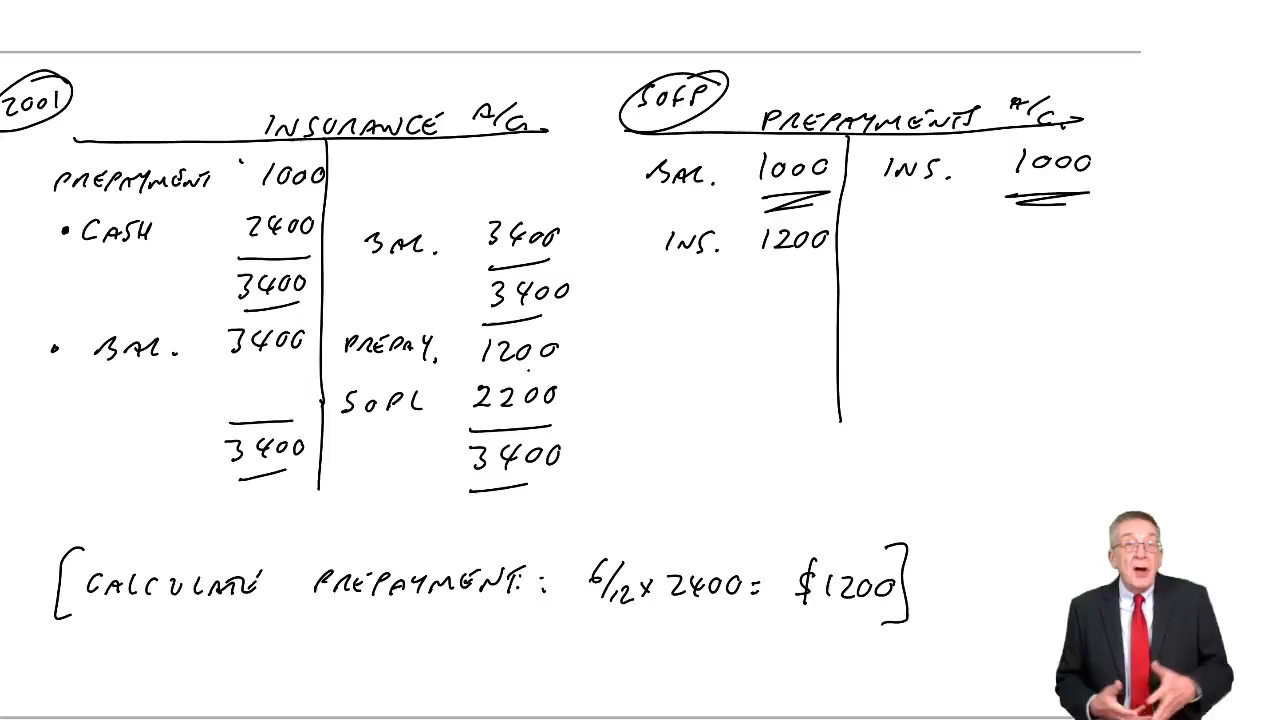 2001
INSURANCE A/C.
PREPAYMENT 1000
• CASH 2400
BAL. 3400
3400
3400
• BAL. 3400
PREPAY. 1200
SOPL 2200
3400
3400
SOFP
PREPAYMENTS A/C.
BAL. 1000
INS. 1000
INS. 1200
[CALCULATE PREPAYMENT: 6/12 x 2400 = $1200]